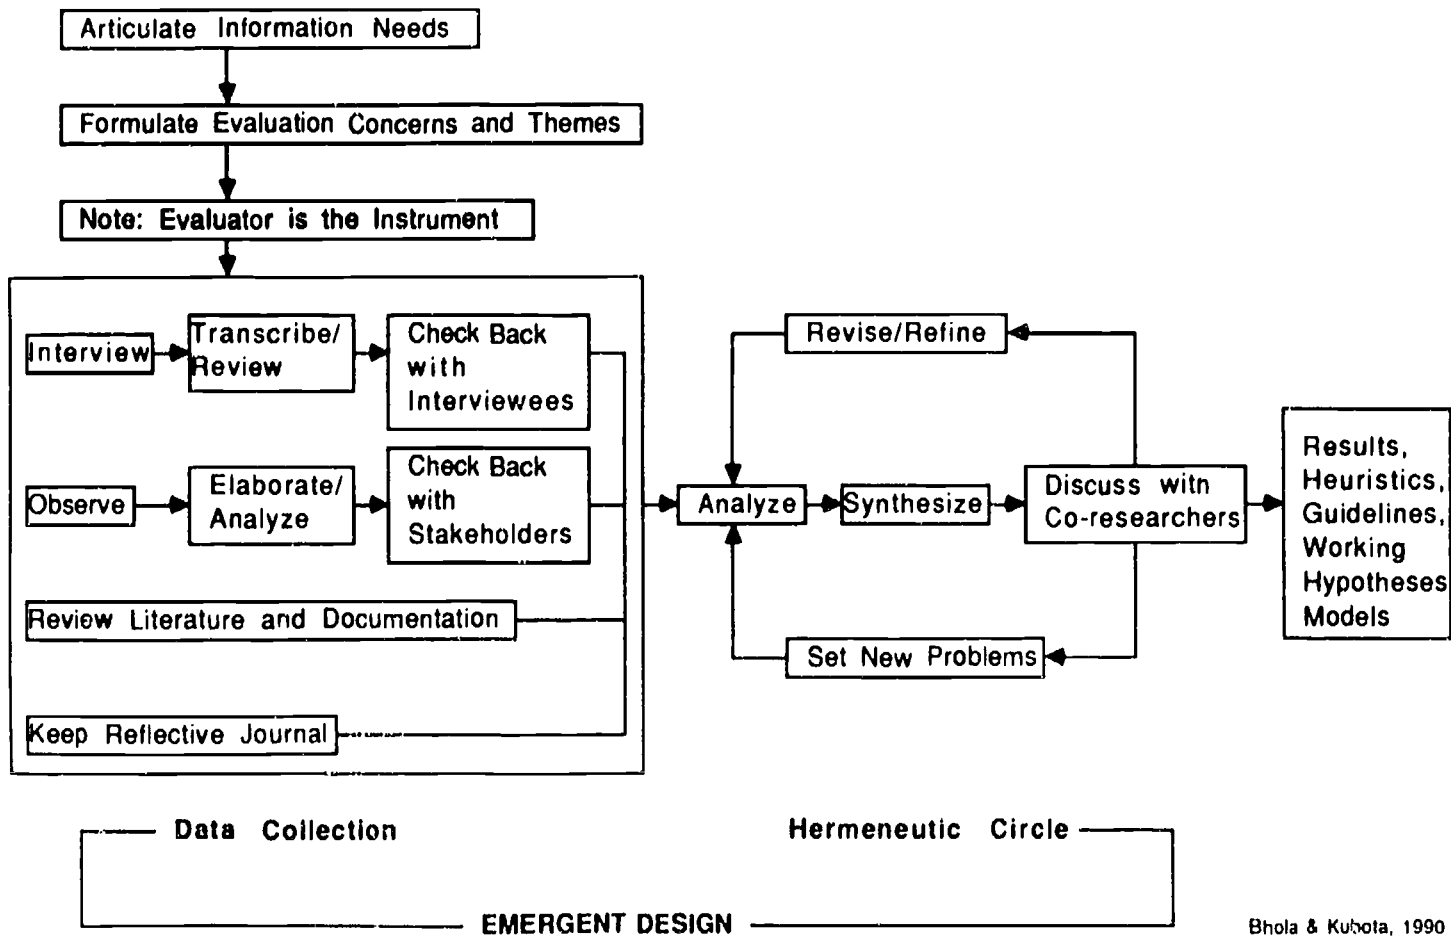 Articulate Information Needs
Formulate Evaluation Concerns and Themes
Note: Evaluator is the Instrument
Interview
Transcribe/
Review
Check Back
with
Interviewees
Observe
Elaborate/
Analyze
Check Back
with
Stakeholders
Review Literature and Documentation
Keep Reflective Journal
Revise/Refine
Analyze
Synthesize
Discuss with
Co-researchers
Set New Problems
Results,
Heuristics,
Guidelines,
Working
Hypotheses
Models
Data Collection
Hermeneutic Circle
EMERGENT DESIGN
Bhola & Kubota, 1990